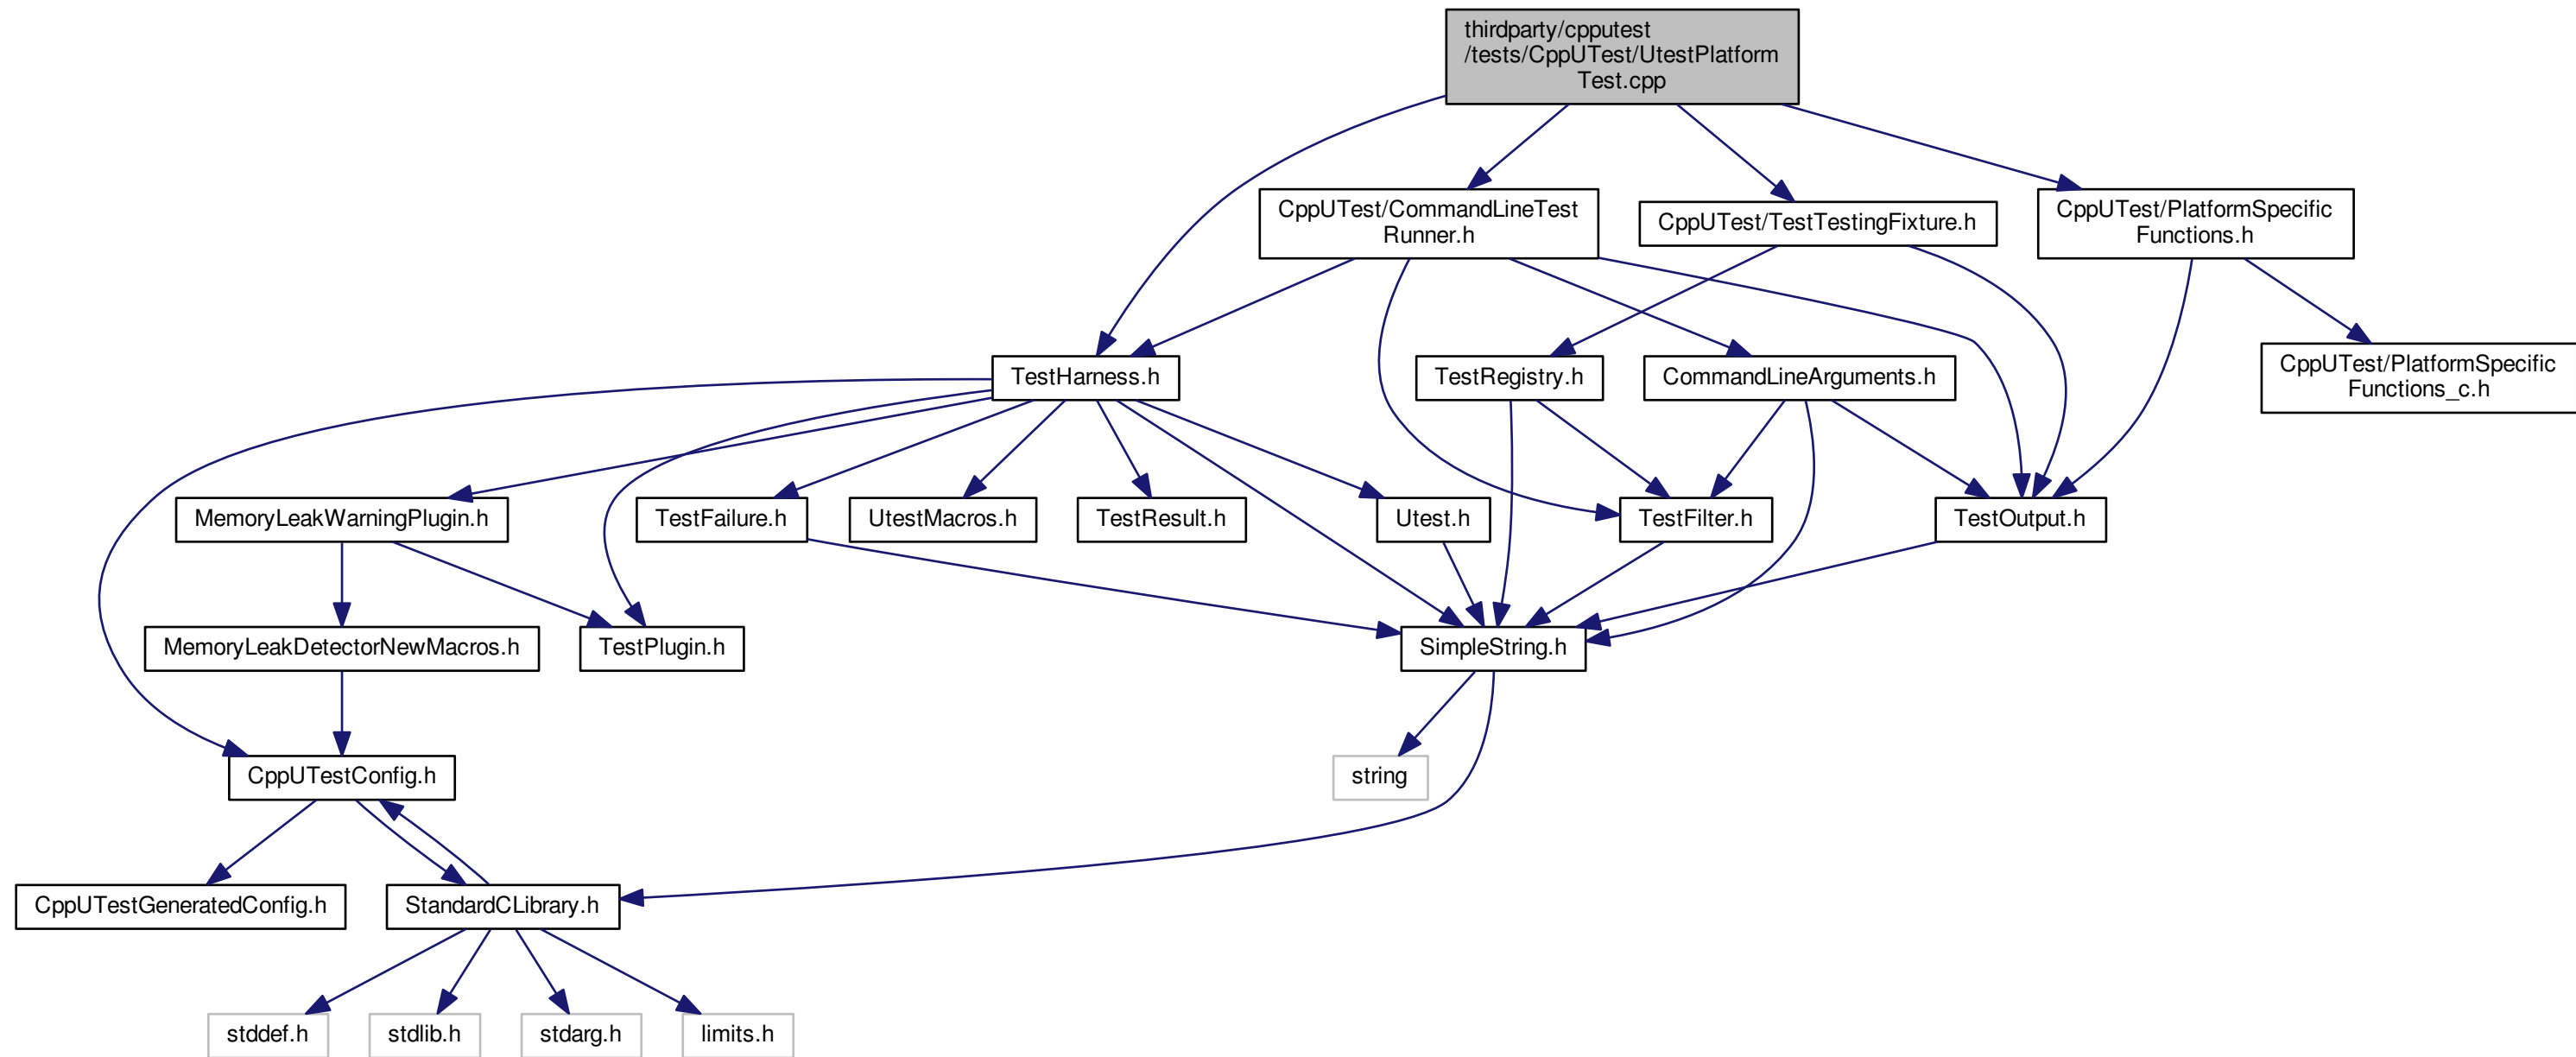 thirdparty/cpputest
/tests/CppUTest/UtestPlatform
Test.cpp
CppUTest/CommandLineTest
Runner.h
CppUTest/TestTestingFixture.h
CppUTest/PlatformSpecific
Functions.h
TestHarness.h
TestRegistry.h
CommandLineArguments.h
CppUTest/PlatformSpecific
Functions_c.h
MemoryLeakWarningPlugin.h
TestFailure.h
UtestMacros.h
TestResult.h
Utest.h
TestFilter.h
TestOutput.h
MemoryLeakDetectorNewMacros.h
TestPlugin.h
SimpleString.h
CppUTestConfig.h
string
CppUTestGeneratedConfig.h
StandardCLibrary.h
stddef.h
stdlib.h
stdarg.h
limits.h